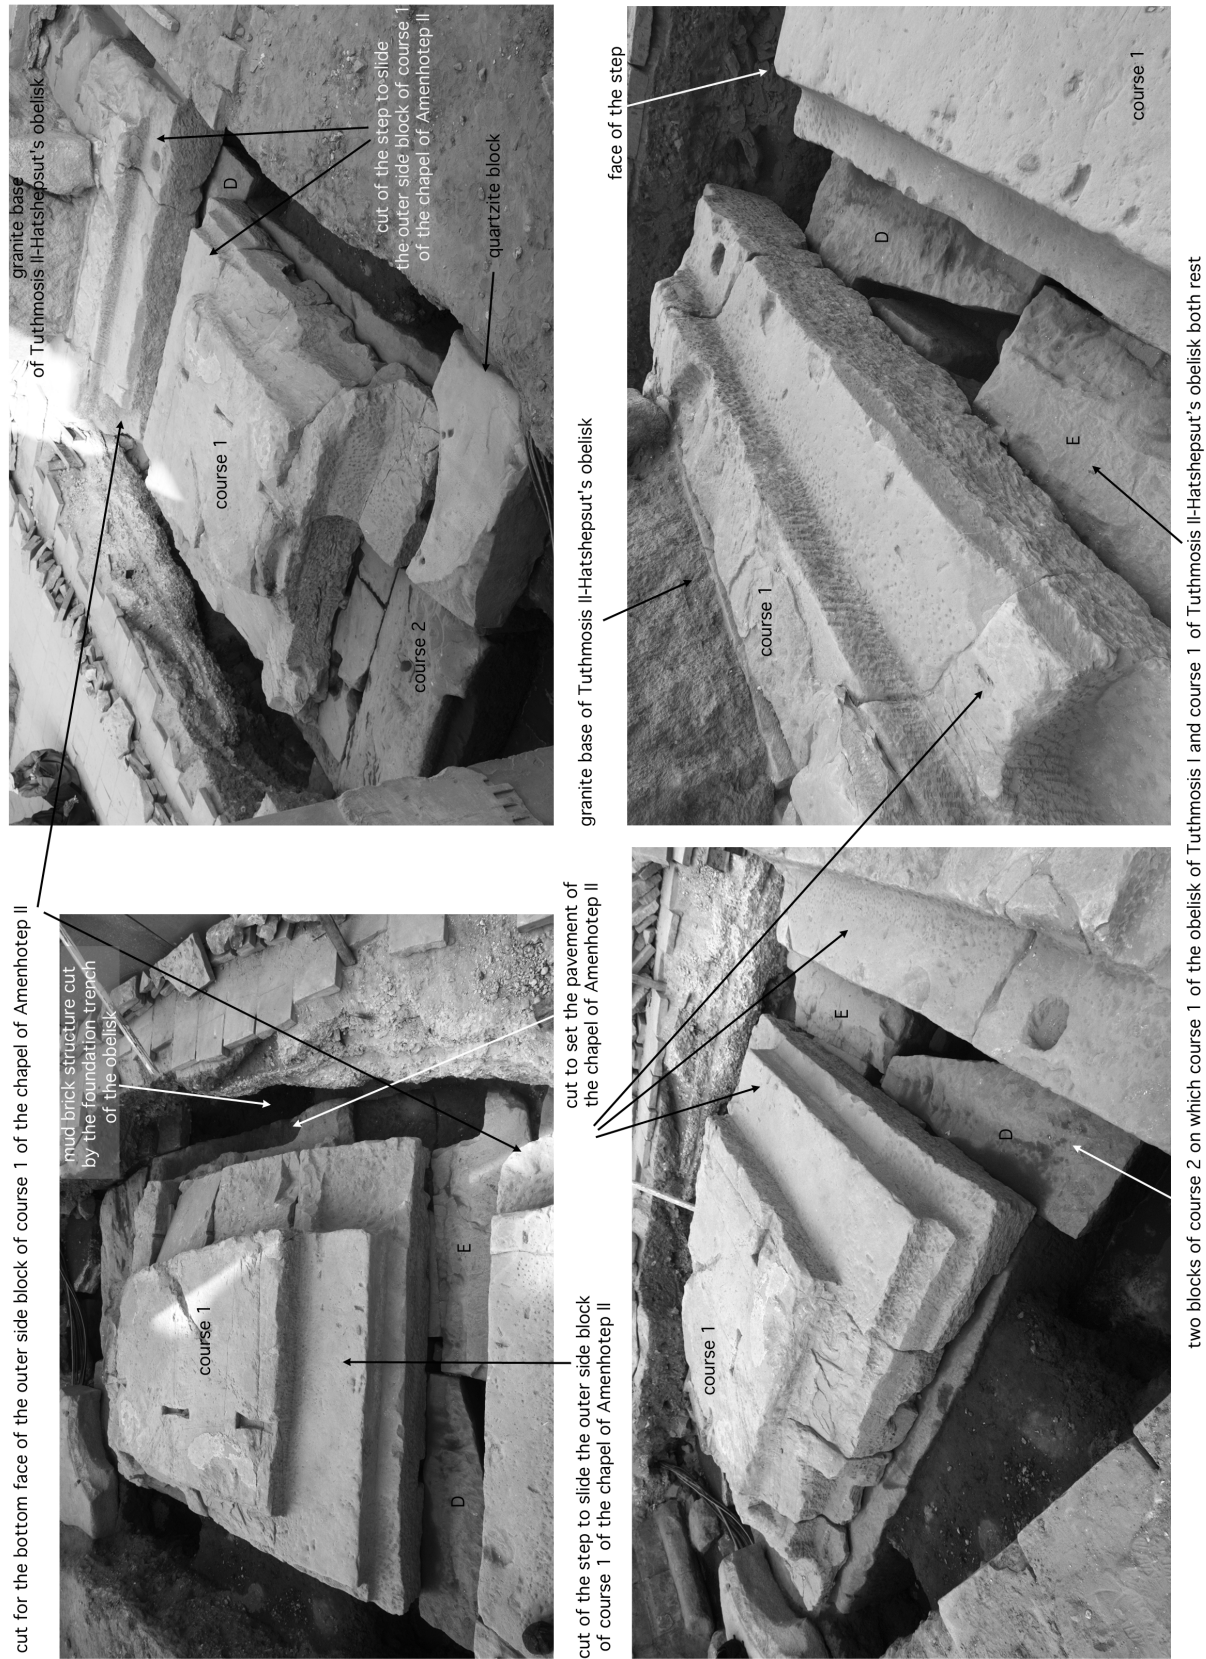 cut for the bottom face of the outer side block of course 1 of the chapel of Amenhotep II
mud brick structure cut
by the foundation trench
of the obelisk
course 1
D
E
cut of the step to slide the outer side block
of course 1 of the chapel of Amenhotep II
cut to set the pavement of
the chapel of Amenhotep II
granite base
of Tuthmosis II-Hatshepsut's obelisk
course 1
course 2
D
cut of the step to slide
the outer side block of course 1
of the chapel of Amenhotep II
quartzite block
granite base of Tuthmosis II-Hatshepsut's obelisk
face of the step
course 1
E
D
course 1
course 1
D
E
two blocks of course 2 on which course 1 of the obelisk of Tuthmosis I and course 1 of Tuthmosis II-Hatshepsut's obelisk both rest